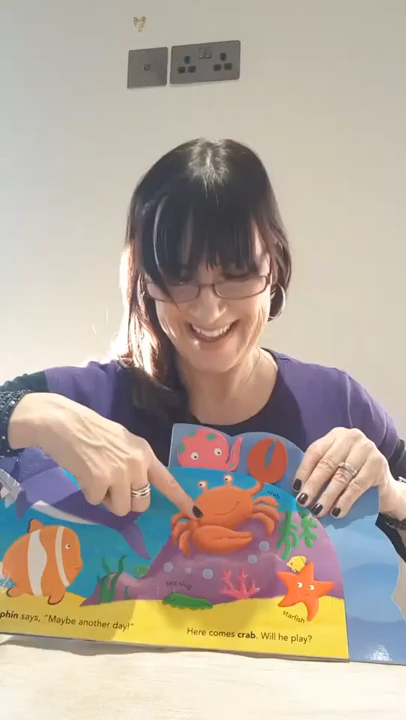 crab
sea slug
starfish
phin says, "Maybe another day!"
Here comes crab. Will he play?